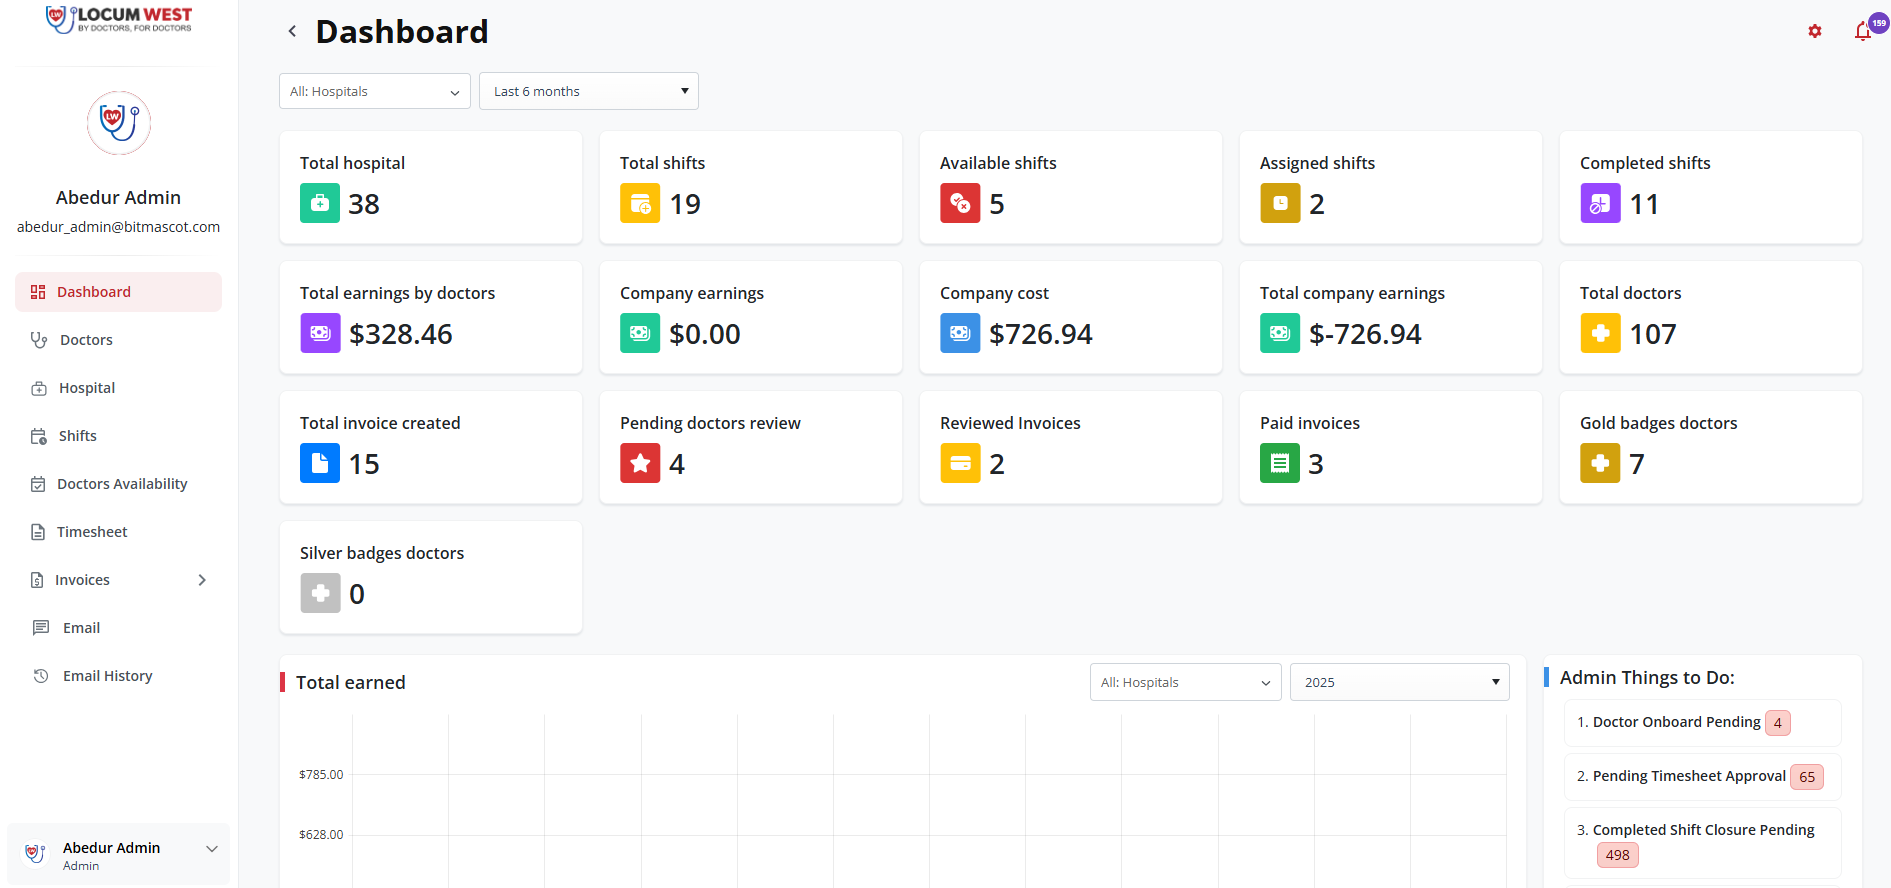 LOCUM WEST
BY DOCTORS, FOR DOCTORS
LW
Abedur Admin
abedur_admin@bitmascot.com
Dashboard
Doctors
Hospital
Shifts
Doctors Availability
Timesheet
Invoices
Email
Email History
Abedur Admin
Admin
Dashboard
159
All: Hospitals
Last 6 months
Total hospital
38
Total shifts
19
Available shifts
5
Assigned shifts
2
Completed shifts
11
Total earnings by doctors
$328.46
Company earnings
$0.00
Company cost
$726.94
Total company earnings
$-726.94
Total doctors
107
Total invoice created
15
Pending doctors review
4
Reviewed Invoices
2
Paid invoices
3
Gold badges doctors
7
Silver badges doctors
0
Total earned
All: Hospitals
2025
$785.00
$628.00
Admin Things to Do:
1. Doctor Onboard Pending 4
2. Pending Timesheet Approval 65
3. Completed Shift Closure Pending
498